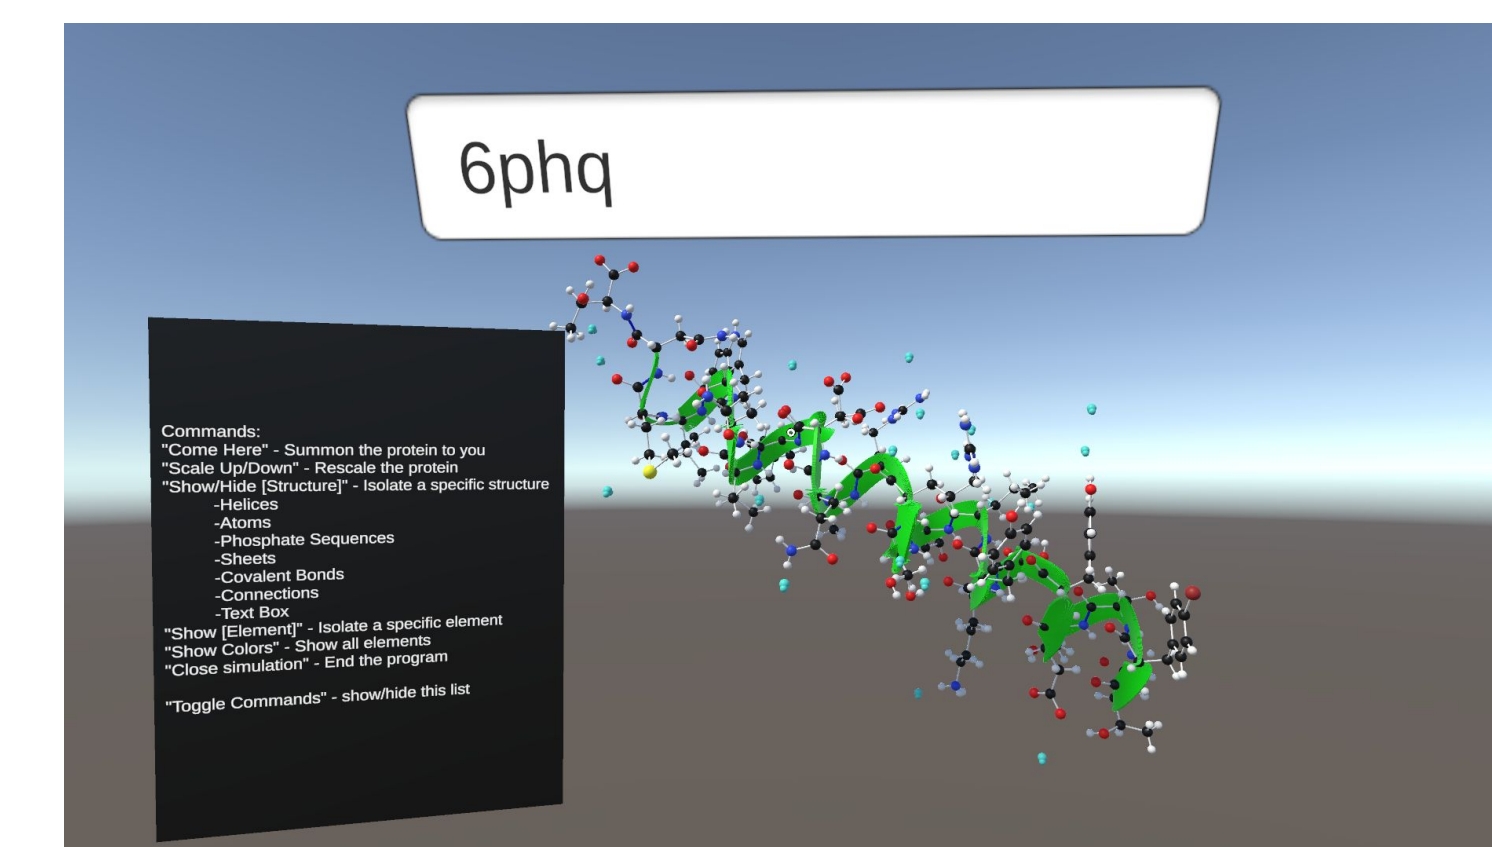 6phq
Commands:
"Come Here" - Summon the protein to you
"Scale Up/Down" - Rescale the protein
"Show/Hide [Structure]" - Isolate a specific structure
-Helices
-Atoms
-Phosphate Sequences
-Sheets
-Covalent Bonds
-Connections
-Text Box
"Show [Element]" - Isolate a specific element
"Show Colors" - Show all elements
"Close simulation" - End the program
"Toggle Commands" - show/hide this list